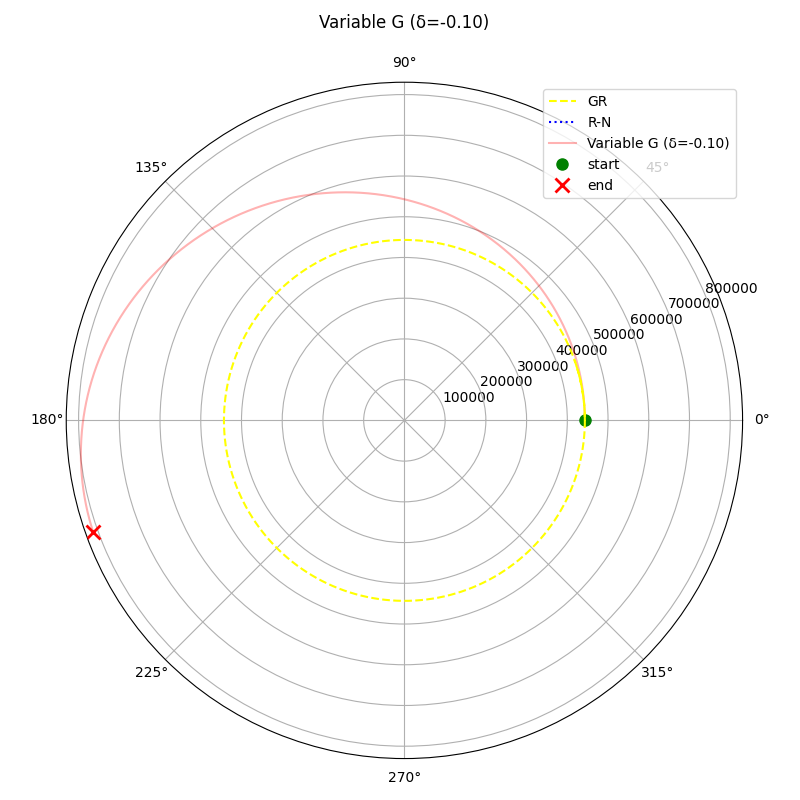 Variable G (δ=-0.10)
90°
GR
R-N
Variable G (δ=-0.10)
start
end
135°
45°
800000
700000
600000
500000
400000
300000
200000
100000
180°
0°
225°
315°
270°